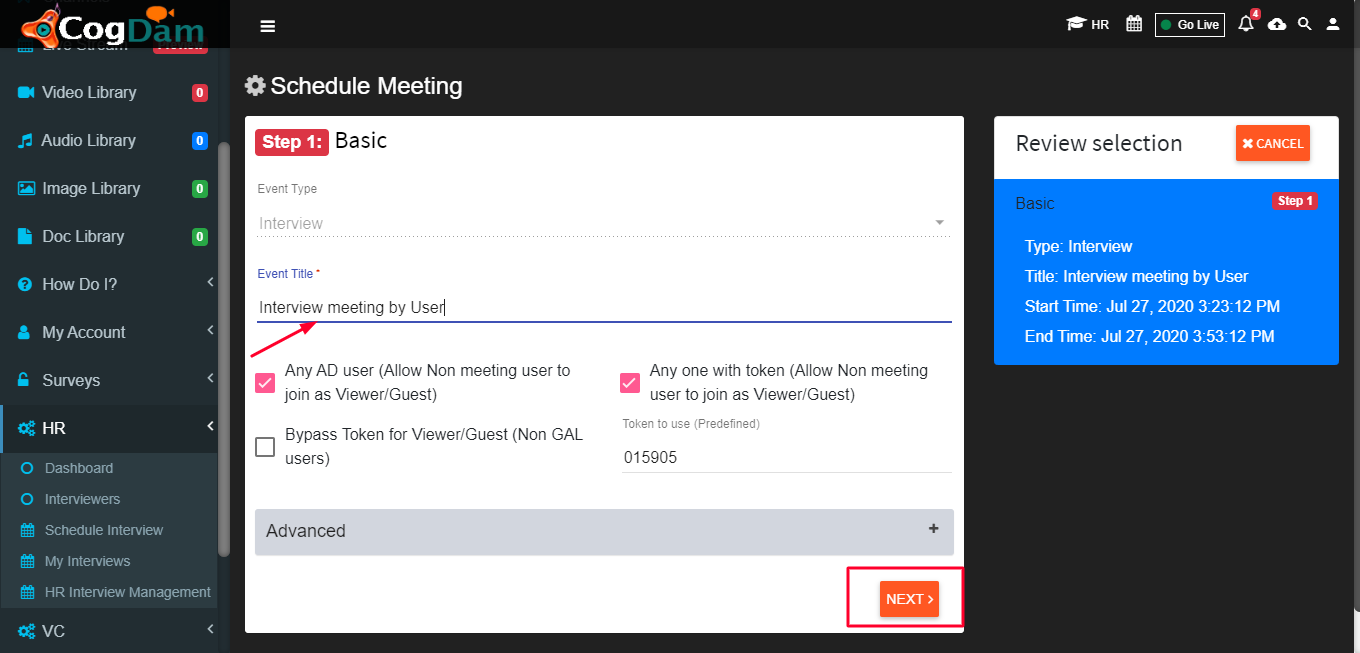 CogDam
HR
Go Live
4
Live Stream
Video Library
0
Audio Library
0
Image Library
0
Doc Library
0
How Do I?
My Account
Surveys
HR
Dashboard
Interviewers
Schedule Interview
My Interviews
HR Interview Management
VC
Schedule Meeting
Step 1: Basic
Event Type
Interview
Event Title *
Interview meeting by User
Any AD user (Allow Non meeting user to
join as Viewer/Guest)
Any one with token (Allow Non meeting
user to join as Viewer/Guest)
Bypass Token for Viewer/Guest (Non GAL
users)
Token to use (Predefined)
015905
Advanced
+
NEXT >
Review selection
✖ CANCEL
Basic
Step 1
Type: Interview
Title: Interview meeting by User
Start Time: Jul 27, 2020 3:23:12 PM
End Time: Jul 27, 2020 3:53:12 PM